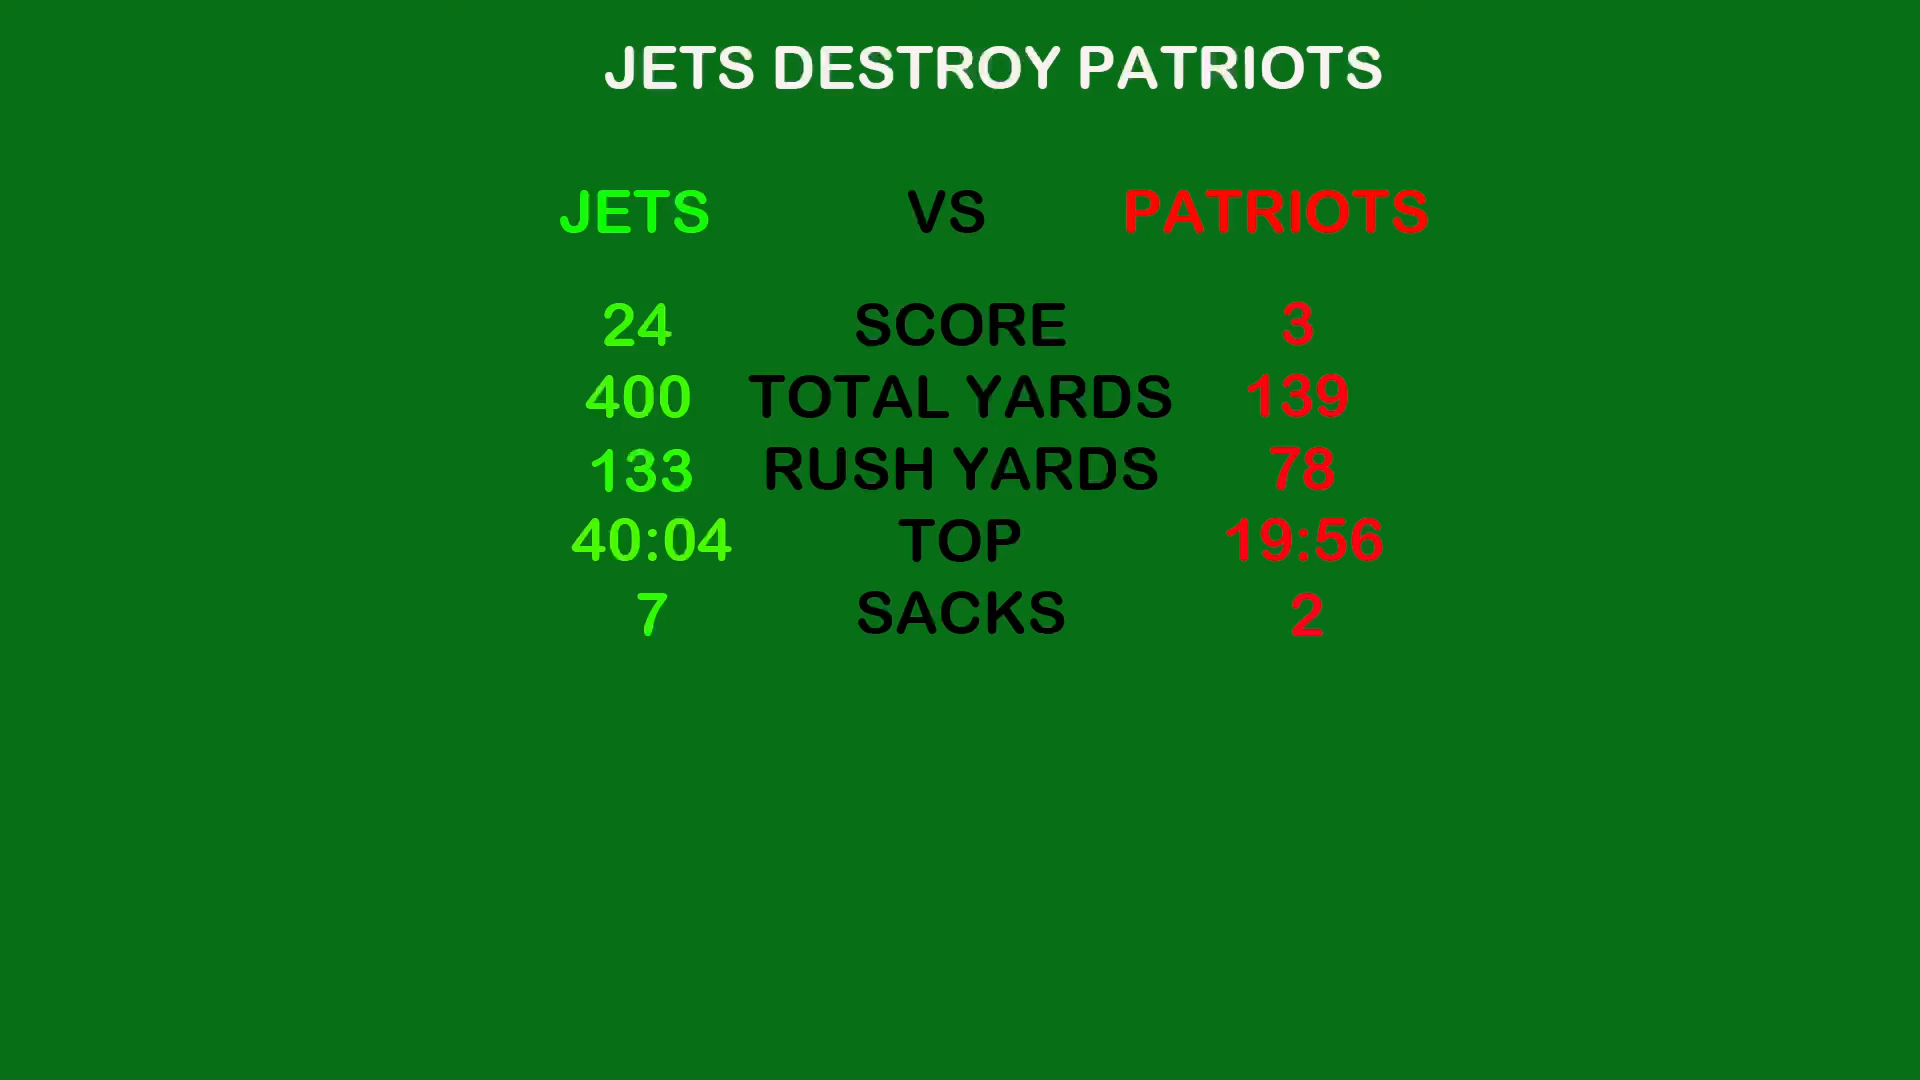 JETS DESTROY PATRIOTS
JETS VS PATRIOTS
24 SCORE 3
400 TOTAL YARDS 139
133 RUSH YARDS 78
40:04 TOP 19:56
7 SACKS 2